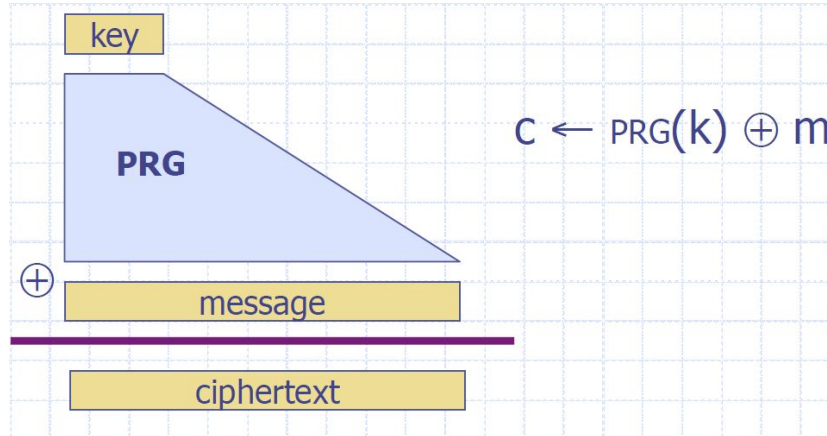 key
PRG
c ← PRG(k) ⊕ m
⊕
message
ciphertext